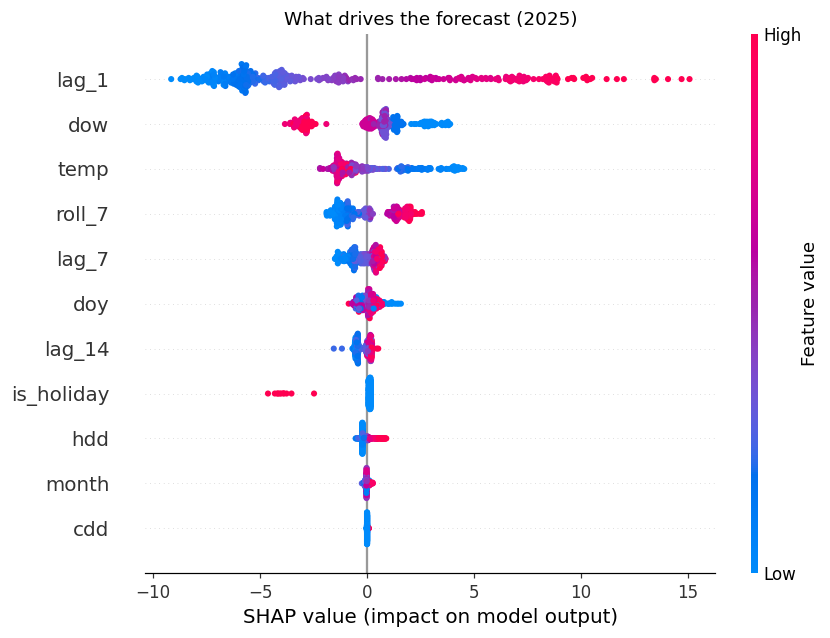 What drives the forecast (2025)
High
lag_1
dow
temp
roll_7
lag_7
doy
lag_14
is_holiday
hdd
month
cdd
Feature value
Low
−10
−5
0
5
10
15
SHAP value (impact on model output)